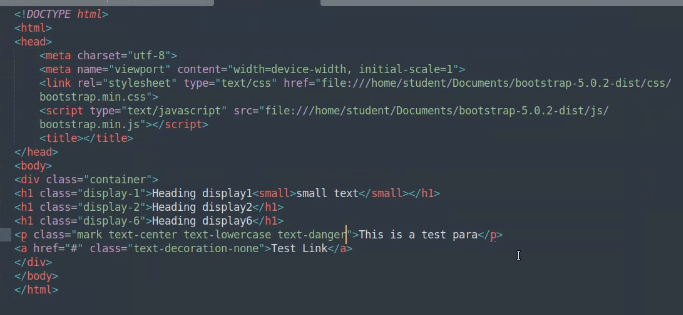 <!DOCTYPE html>
<html>
<head>
<meta charset="utf-8">
<meta name="viewport" content="width=device-width, initial-scale=1">
<link rel="stylesheet" type="text/css" href="file:///home/student/Documents/bootstrap-5.0.2-dist/css/
bootstrap.min.css">
<script type="text/javascript" src="file:///home/student/Documents/bootstrap-5.0.2-dist/js/
bootstrap.min.js"></script>
<title></title>
</head>
<body>
<div class="container">
<h1 class="display-1">Heading display1<small>small text</small></h1>
<h1 class="display-2">Heading display2</h1>
<h1 class="display-6">Heading display6</h1>
<p class="mark text-center text-lowercase text-danger">This is a test para</p>
<a href="#" class="text-decoration-none">Test Link</a>
</div>
</body>
</html>